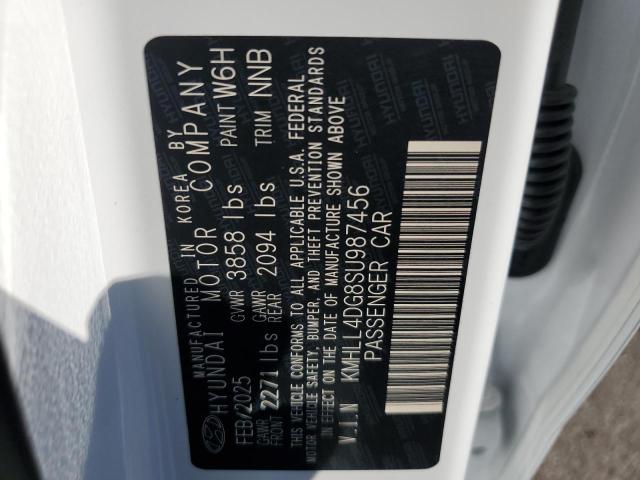 MANUFACTURED IN KOREA BY
HYUNDAI MOTOR COMPANY
FEB/2025 GVWR 3858 lbs PAINT W6H
GAWR FRONT 2271 lbs GAWR REAR 2094 lbs TRIM NNB
THIS VEHICLE CONFORMS TO ALL APPLICABLE U.S.A. FEDERAL
MOTOR VEHICLE SAFETY, BUMPER, AND THEFT PREVENTION STANDARDS
IN EFFECT ON THE DATE OF MANUFACTURE SHOWN ABOVE
V.I.N KMHLL4DG8SU987456
PASSENGER CAR